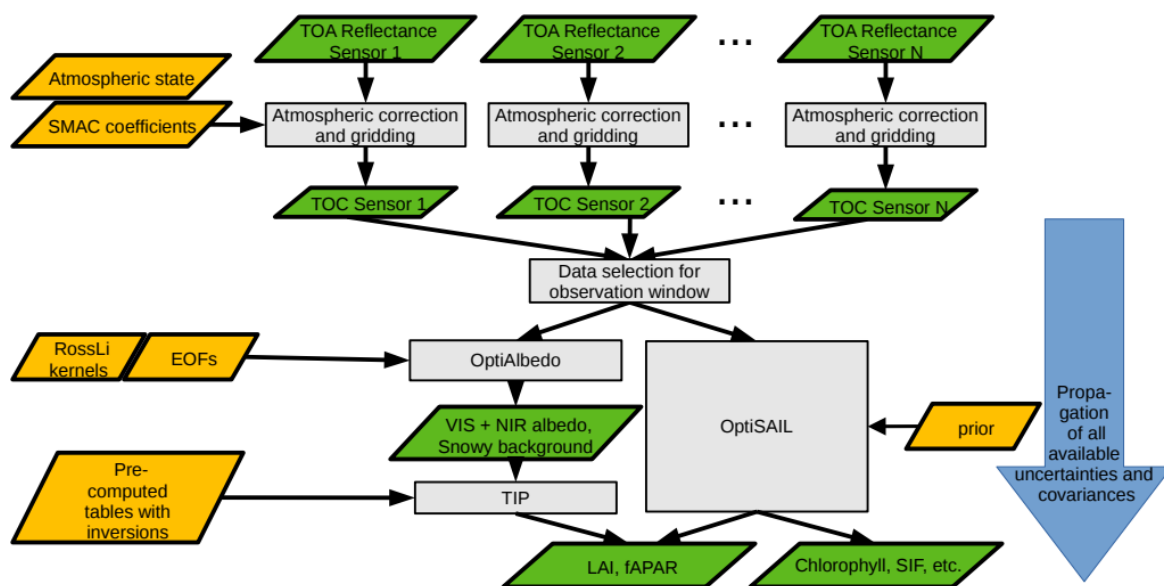 TOA Reflectance
Sensor 1
TOA Reflectance
Sensor 2
...
TOA Reflectance
Sensor N
Atmospheric state
SMAC coefficients
Atmospheric correction
and gridding
Atmospheric correction
and gridding
...
Atmospheric correction
and gridding
TOC Sensor 1
TOC Sensor 2
...
TOC Sensor N
Data selection for
observation window
RossLi
kernels
EOFs
OptiAlbedo
OptiSAIL
prior
VIS + NIR albedo,
Snowy background
Pre-
computed
tables with
inversions
TIP
LAI, fAPAR
Chlorophyll, SIF, etc.
Propa-
gation
of all
available
uncertainties and
covariances